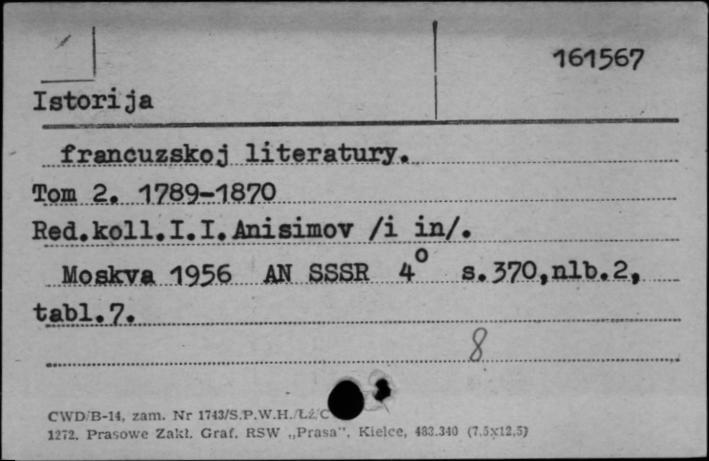 161567
Istorija
francuzskoj literatury.
Tom 2. 1789-1870
Red.koll.I.I.Anisimov /i in/.
Moskva 1956 AN SSSR 4° s.370,nlb.2,
tabl.7.
8
CWD/B-14, zam. Nr 1743/S.P.W.H./Łż/C
1272. Prasowe Zakł. Graf. RSW „Prasa", Kielce, 483.340 (7,5x12,5)